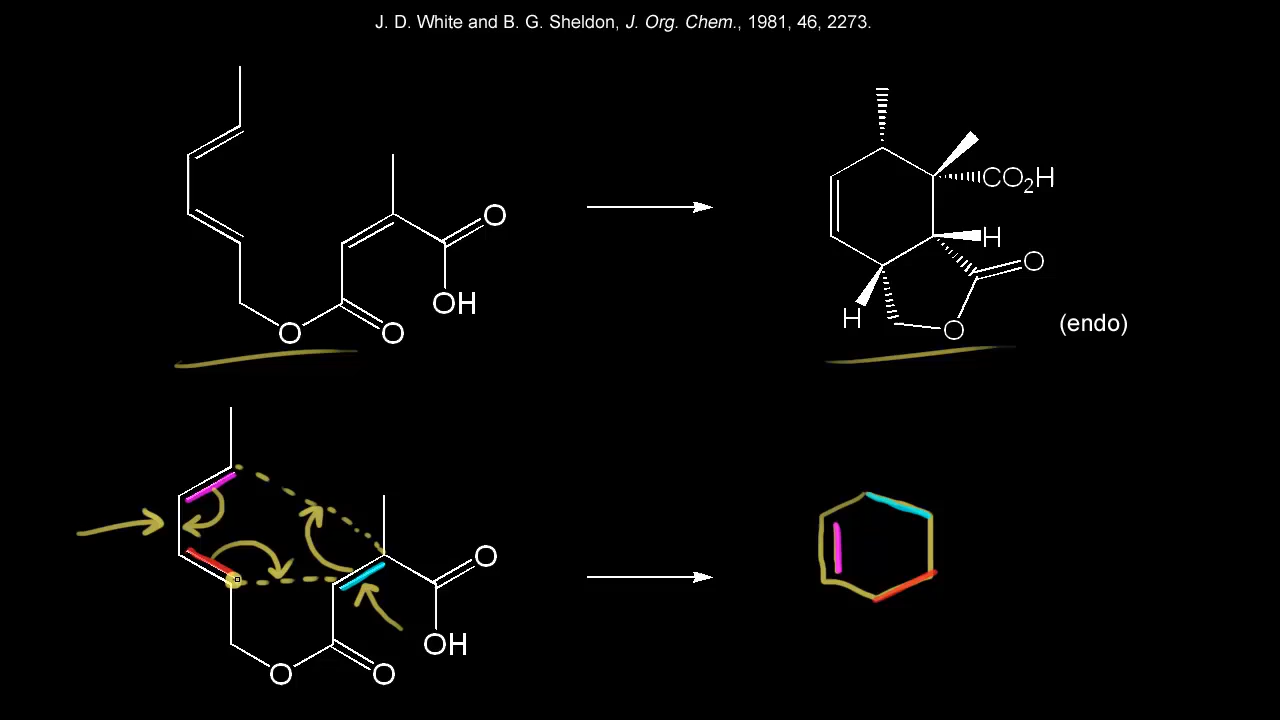 J. D. White and B. G. Sheldon, J. Org. Chem., 1981, 46, 2273.
O
OH
O
O
CO₂H
H
O
H
O
(endo)
O
OH
O
O